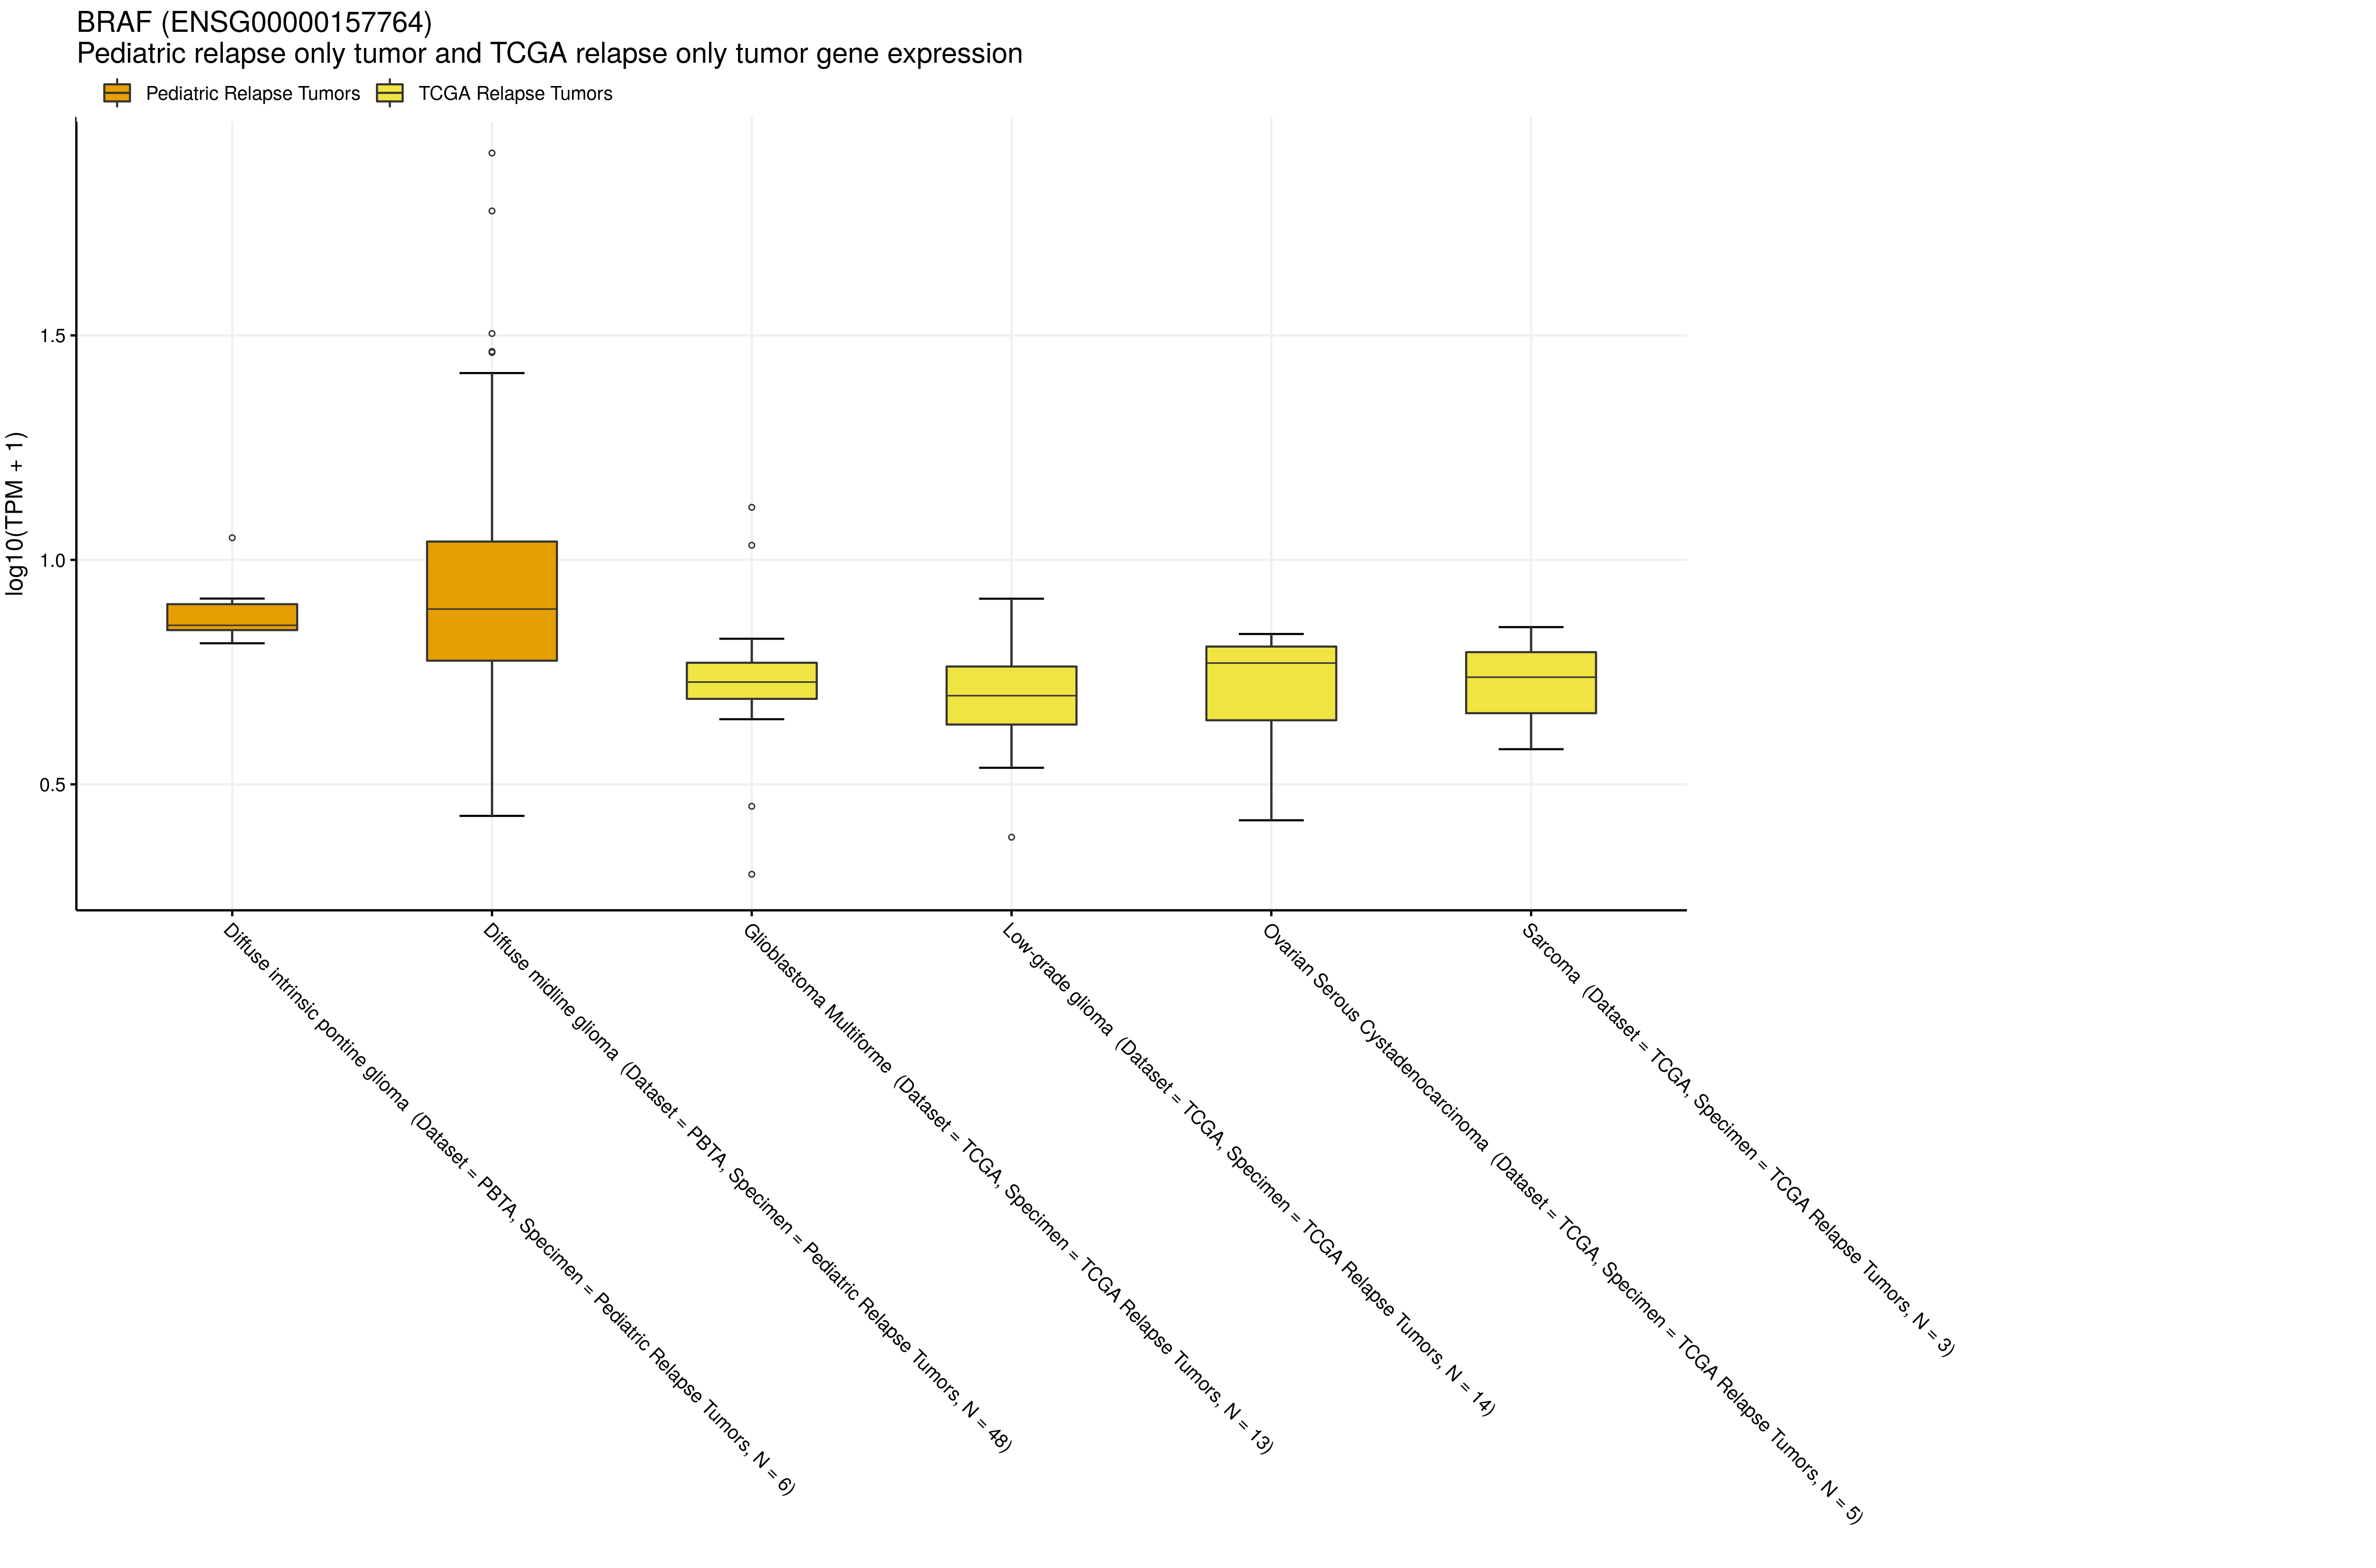 BRAF (ENSG00000157764)
Pediatric relapse only tumor and TCGA relapse only tumor gene expression
Pediatric Relapse Tumors
TCGA Relapse Tumors
log10(TPM + 1)
1.5
1.0
0.5
Diffuse intrinsic pontine glioma (Dataset = PBTA, Specimen = Pediatric Relapse Tumors, N = 6)
Diffuse midline glioma (Dataset = PBTA, Specimen = Pediatric Relapse Tumors, N = 48)
Glioblastoma Multiforme (Dataset = TCGA, Specimen = TCGA Relapse Tumors, N = 13)
Low-grade glioma (Dataset = TCGA, Specimen = TCGA Relapse Tumors, N = 14)
Ovarian Serous Cystadenocarcinoma (Dataset = TCGA, Specimen = TCGA Relapse Tumors, N = 5)
Sarcoma (Dataset = TCGA, Specimen = TCGA Relapse Tumors, N = 3)